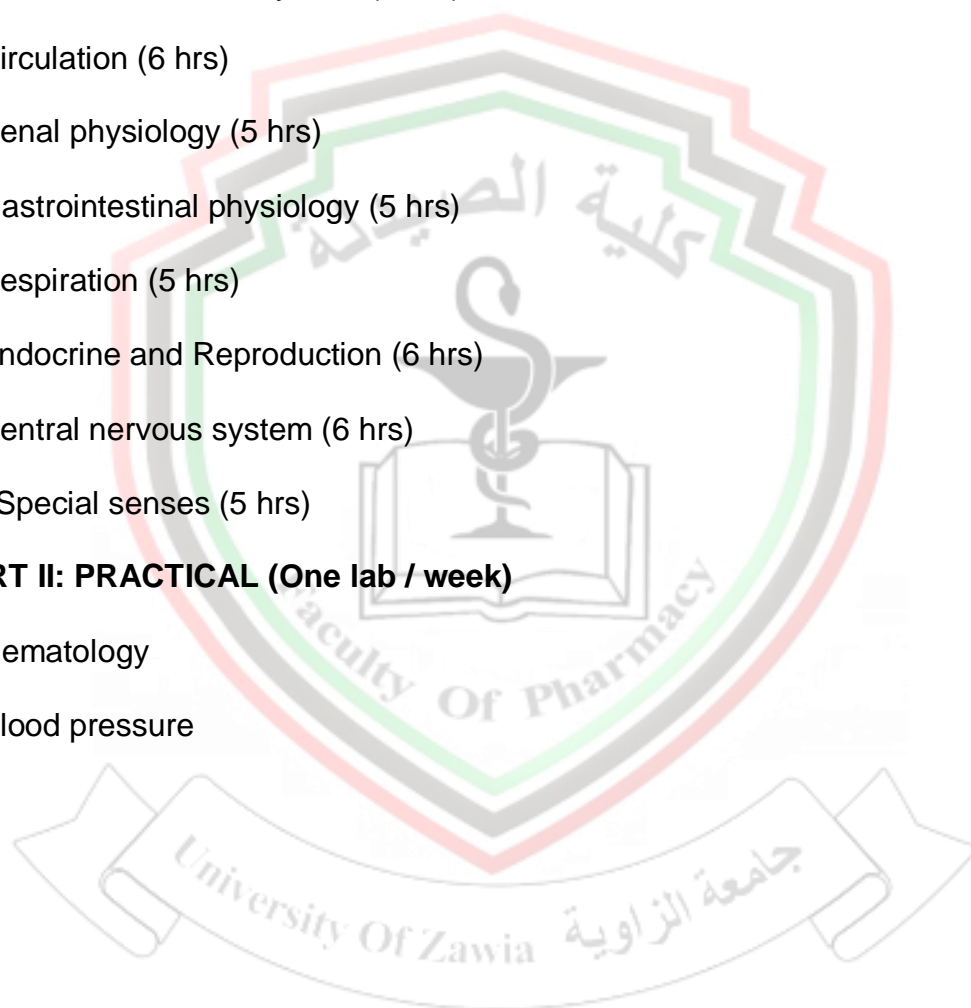 irculation (6 hrs)
enal physiology (5 hrs)
astrointestinal physiology (5 hrs)
espiration (5 hrs)
ndocrine and Reproduction (6 hrs)
entral nervous system (6 hrs)
Special senses (5 hrs)
RT II: PRACTICAL (One lab / week)
ematology
lood pressure
كلية الصيدلة
Faculty Of Pharmacy
University Of Zawia جامعة الزاوية